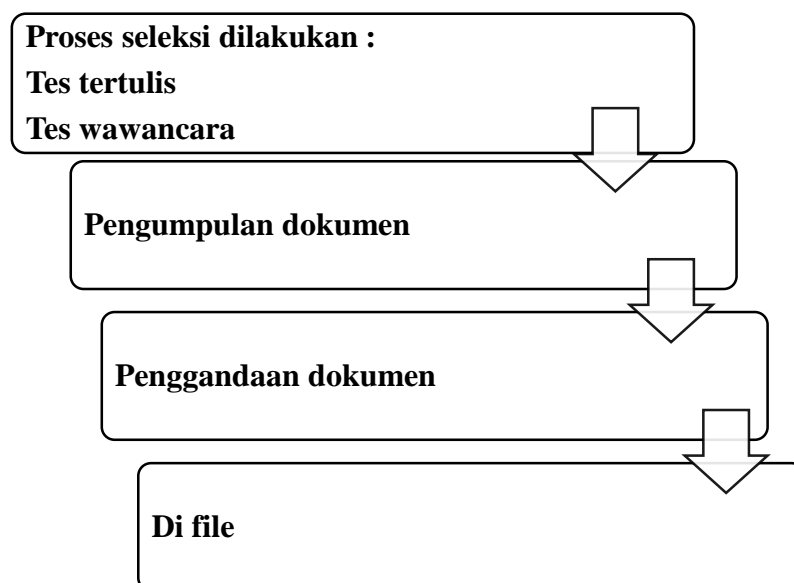 Proses seleksi dilakukan :
Tes tertulis
Tes wawancara
Pengumpulan dokumen
Penggandaan dokumen
Di file